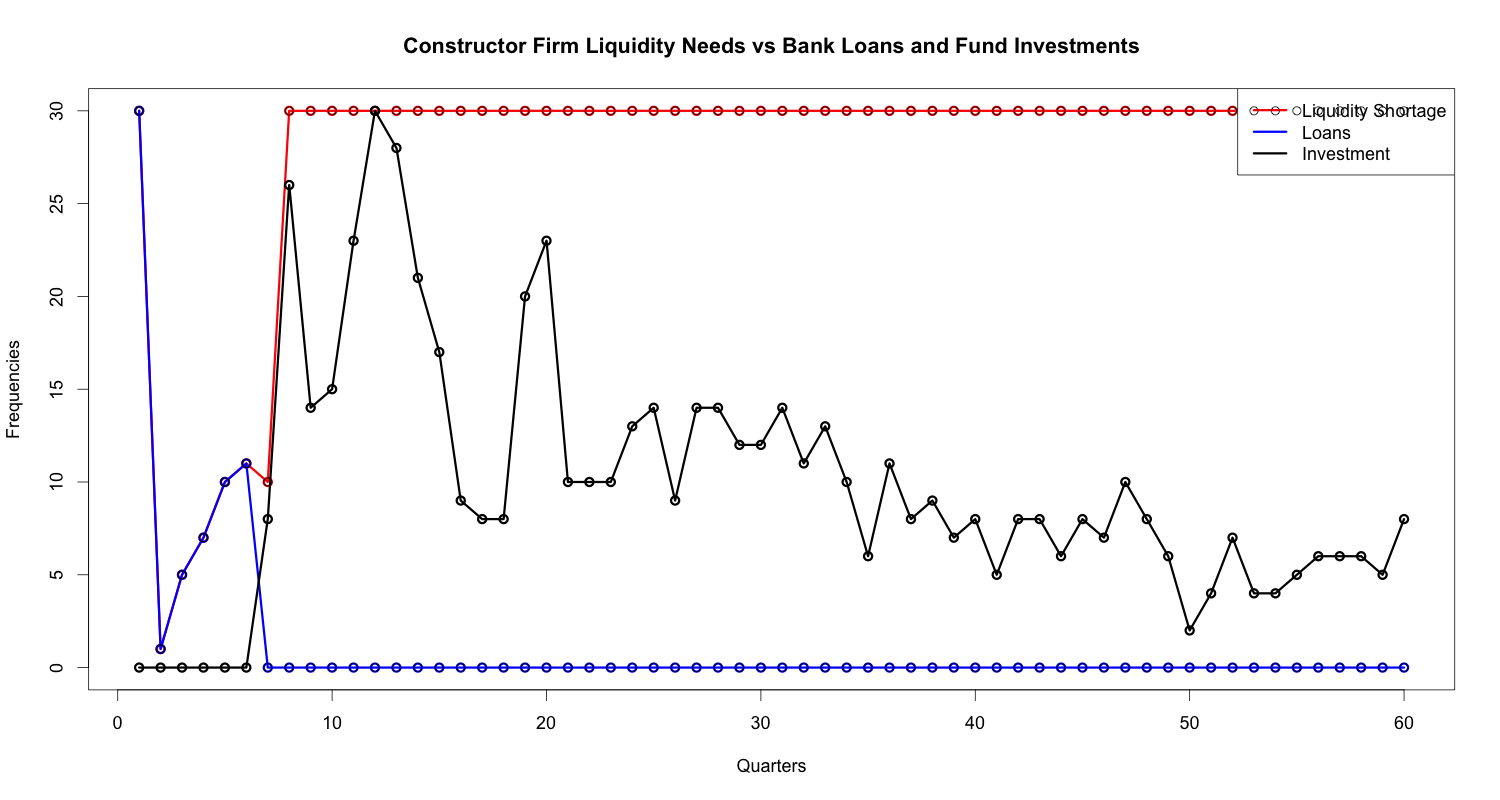 Constructor Firm Liquidity Needs vs Bank Loans and Fund Investments
Frequencies
30
25
20
15
10
5
0
Liquidity Shortage
Loans
Investment
0 10 20 30 40 50 60
Quarters